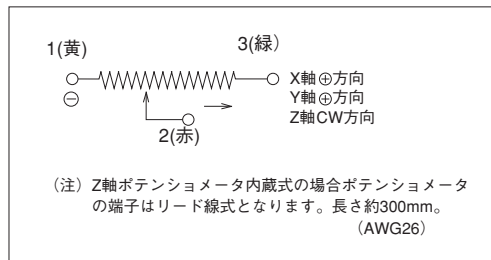 1(黄)
3(緑)
X軸⊕方向
⊖
Y軸⊕方向
Z軸CW方向
2(赤)
(注) Z軸ポテンショメータ内蔵式の場合ポテンショメータ
の端子はリード線式となります。長さ約300mm。
(AWG26)